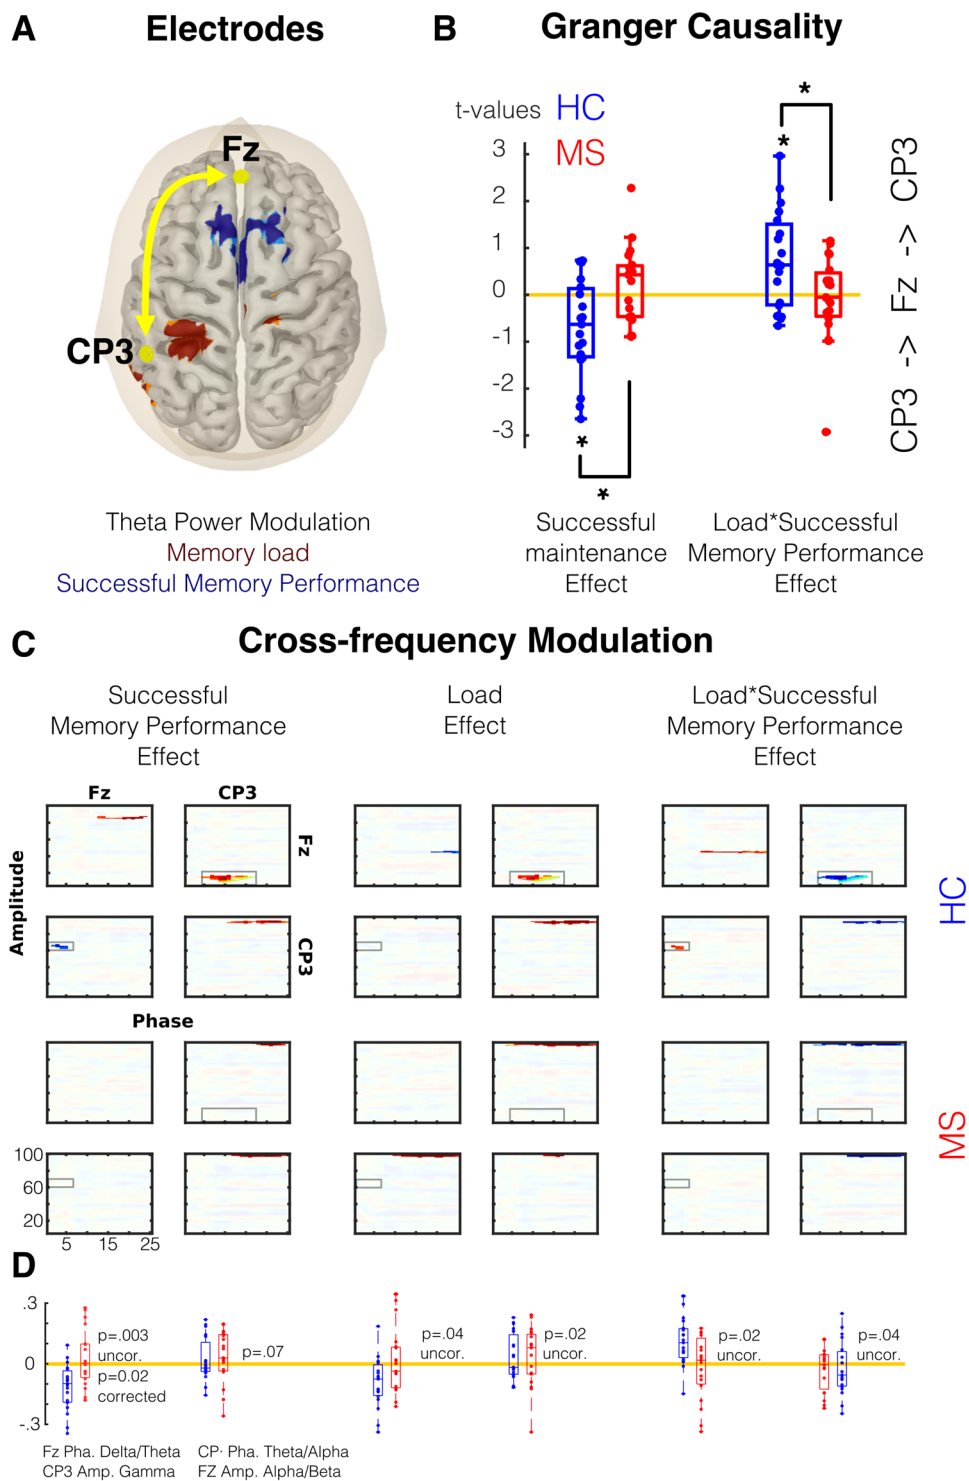 A
Electrodes
Fz
CP3
Theta Power Modulation
Memory load
Successful Memory Performance
B
Granger Causality
t-values
HC
MS
*
*
3
2
1
0
-1
-2
-3
*
*
Successful
maintenance
Effect
Load*Successful
Memory Performance
Effect
CP3 -> Fz -> CP3
C
Cross-frequency Modulation
Successful
Memory Performance
Effect
Load
Effect
Load*Successful
Memory Performance
Effect
Fz
CP3
Amplitude
Fz
CP3
HC
Phase
MS
100
60
20
5
15
25
D
.3
0
-.3
p=.003
uncor.
p=0.02
corrected
p=.07
p=.04
uncor.
p=.02
uncor.
p=.02
uncor.
p=.04
uncor.
Fz Pha. Delta/Theta
CP3 Amp. Gamma
CP· Pha. Theta/Alpha
FZ Amp. Alpha/Beta